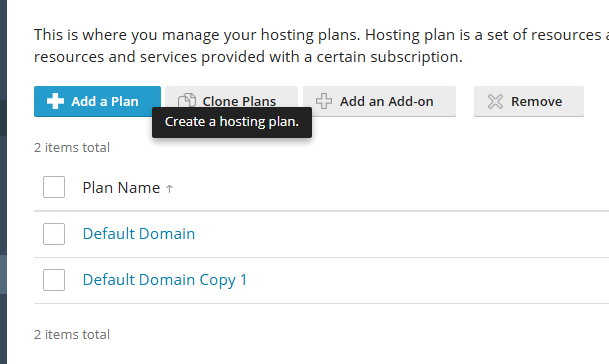 This is where you manage your hosting plans. Hosting plan is a set of resources
resources and services provided with a certain subscription.
Add a Plan
Clone Plans
Add an Add-on
Remove
Create a hosting plan.
2 items total
Plan Name ↑
Default Domain
Default Domain Copy 1
2 items total